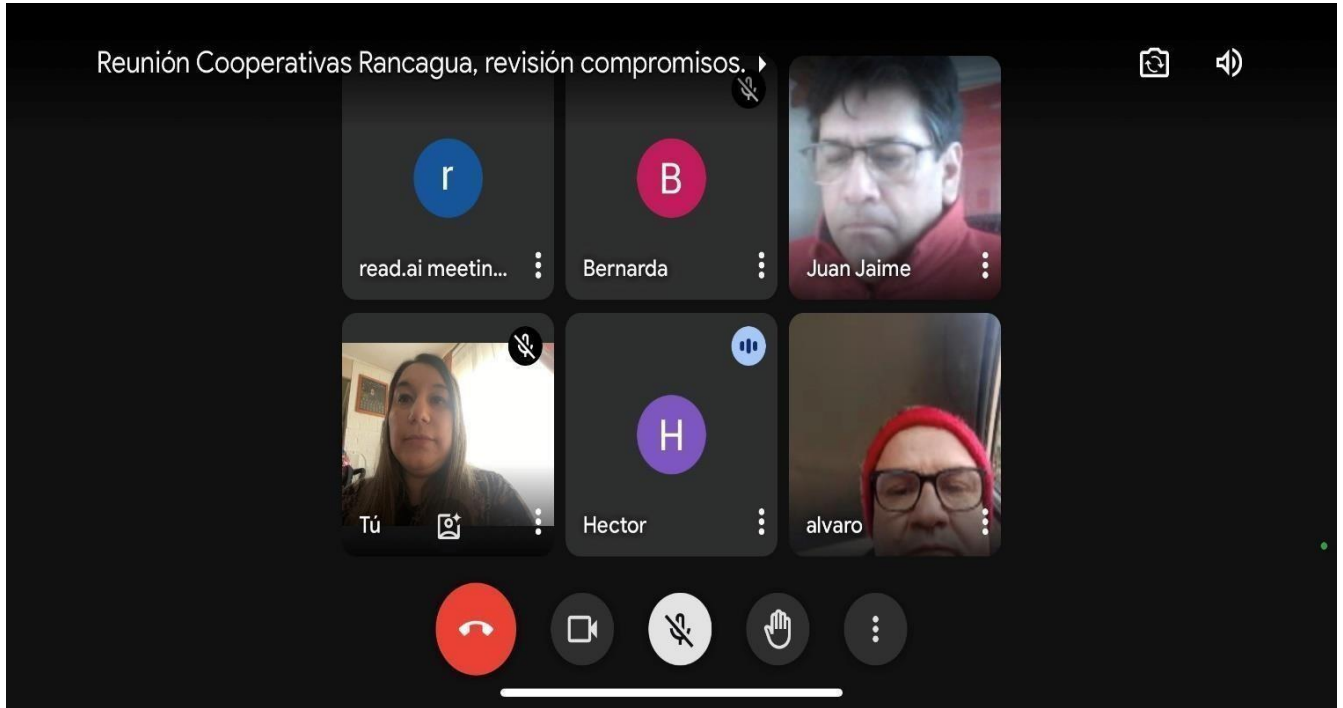 Reunión Cooperativas Rancagua, revisión compromisos.
r
B
read.ai meetin...
Bernarda
Juan Jaime
H
Tú
Hector
alvaro